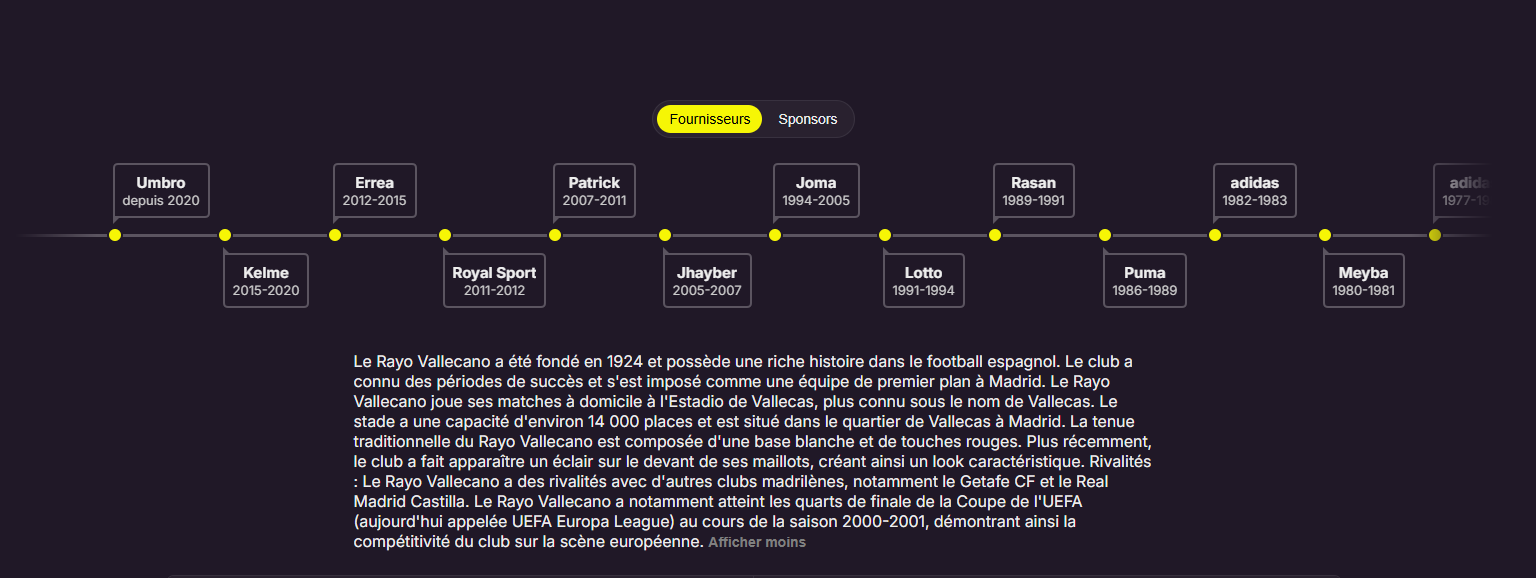 Fournisseurs Sponsors
Umbro
depuis 2020
Errea
2012-2015
Patrick
2007-2011
Joma
1994-2005
Rasan
1989-1991
adidas
1982-1983
Kelme
2015-2020
Royal Sport
2011-2012
Jhayber
2005-2007
Lotto
1991-1994
Puma
1986-1989
Meyba
1980-1981
Le Rayo Vallecano a été fondé en 1924 et possède une riche histoire dans le football espagnol. Le club a
connu des périodes de succès et s'est imposé comme une équipe de premier plan à Madrid. Le Rayo
Vallecano joue ses matches à domicile à l'Estadio de Vallecas, plus connu sous le nom de Vallecas. Le
stade a une capacité d'environ 14 000 places et est situé dans le quartier de Vallecas à Madrid. La tenue
traditionnelle du Rayo Vallecano est composée d'une base blanche et de touches rouges. Plus récemment,
le club a fait apparaître un éclair sur le devant de ses maillots, créant ainsi un look caractéristique. Rivalités
: Le Rayo Vallecano a des rivalités avec d'autres clubs madrilènes, notamment le Getafe CF et le Real
Madrid Castilla. Le Rayo Vallecano a notamment atteint les quarts de finale de la Coupe de l'UEFA
(aujourd'hui appelée UEFA Europa League) au cours de la saison 2000-2001, démontrant ainsi la
compétitivité du club sur la scène européenne. Afficher moins